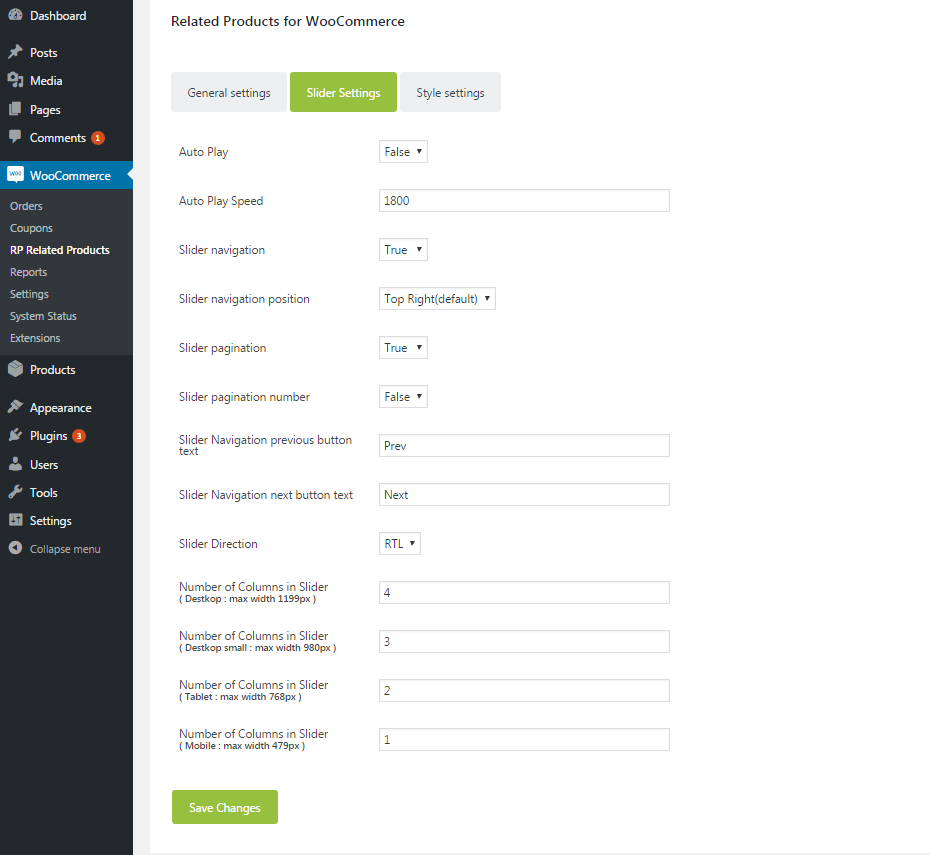 Dashboard
Posts
Media
Pages
Comments 1
woo WooCommerce
Orders
Coupons
RP Related Products
Reports
Settings
System Status
Extensions
Products
Appearance
Plugins 3
Users
Tools
Settings
Collapse menu
Related Products for WooCommerce
General settings Slider Settings Style settings
Auto Play False
Auto Play Speed 1800
Slider navigation True
Slider navigation position Top Right(default)
Slider pagination True
Slider pagination number False
Slider Navigation previous button
text
Prev
Slider Navigation next button text Next
Slider Direction RTL
Number of Columns in Slider
( Destkop : max width 1199px )
4
Number of Columns in Slider
( Destkop small : max width 980px )
3
Number of Columns in Slider
( Tablet : max width 768px )
2
Number of Columns in Slider
( Mobile : max width 479px )
1
Save Changes